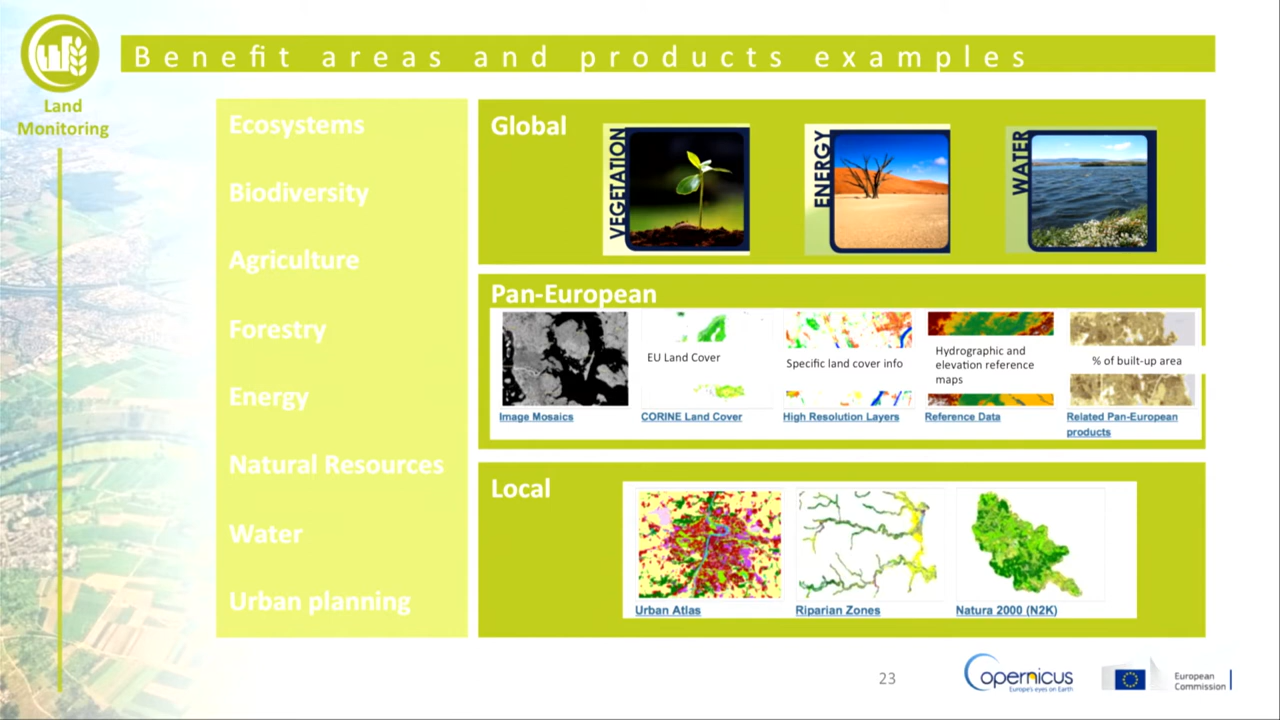 Benefit areas and products examples
Land
Monitoring
Ecosystems
Biodiversity
Agriculture
Forestry
Energy
Natural Resources
Water
Urban planning
Global
VEGETATION
ENERGY
WATER
Pan-European
EU Land Cover
Specific land cover info
Hydrographic and
elevation reference
maps
% of built-up area
Image Mosaics
CORINE Land Cover
High Resolution Layers
Reference Data
Related Pan-European
products
Local
Urban Atlas
Riparian Zones
Natura 2000 (N2K)
23
Copernicus
Europe's eyes on Earth
European
Commission